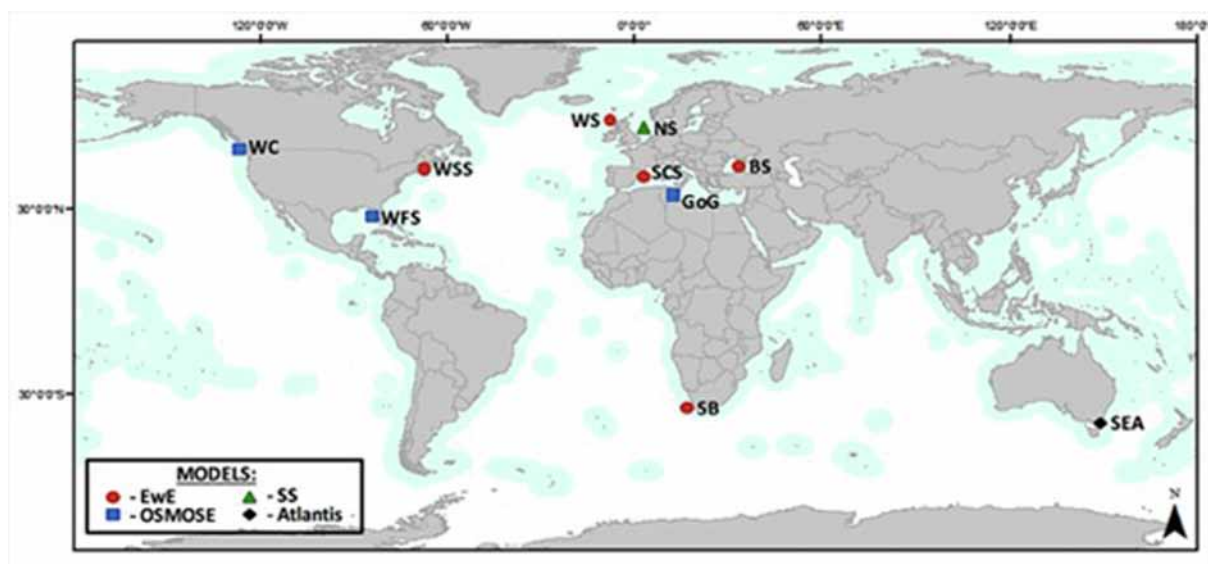 120°0'0"W 60°0'0"W 0°0'0" 60°0'0"E 120°0'0"E 180°0'0"
WS NS
WC
WSS SCS BS
30°0'0"N WFS GoG
30°0'0"S SB SEA
MODELS:
- EwE - SS
- OSMOSE - Atlantis
N